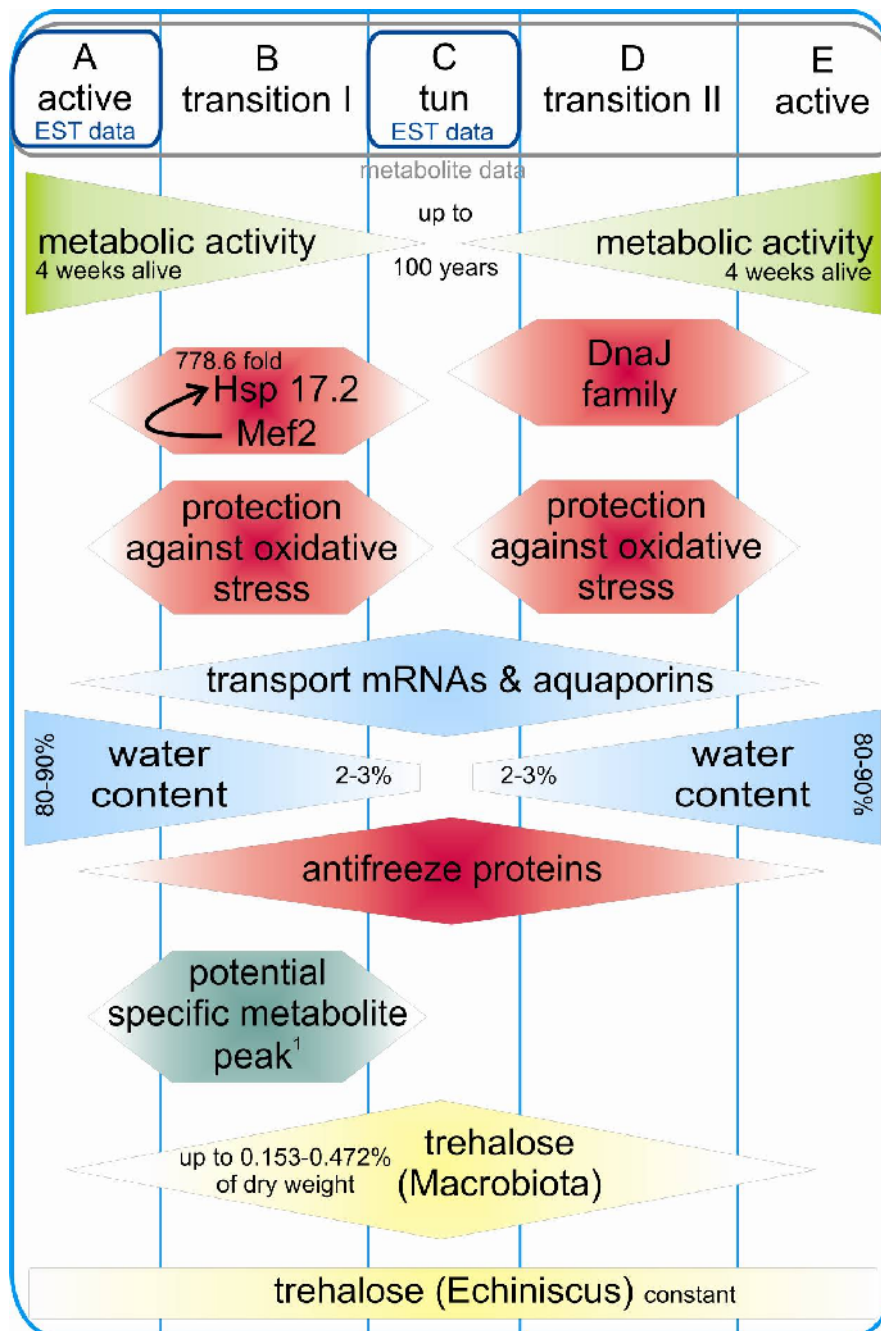 A
active
EST data
B
transition I
C
tun
EST data
D
transition II
E
active
metabolite data
metabolic activity
4 weeks alive
up to
100 years
metabolic activity
4 weeks alive
778.6 fold
Hsp 17.2
Mef2
DnaJ
family
protection
against oxidative
stress
protection
against oxidative
stress
transport mRNAs & aquaporins
80-90%
water
content
2-3%
2-3%
water
content
80-90%
antifreeze proteins
potential
specific metabolite
peak¹
up to 0.153-0.472%
of dry weight
trehalose
(Macrobiota)
trehalose (Echiniscus) constant